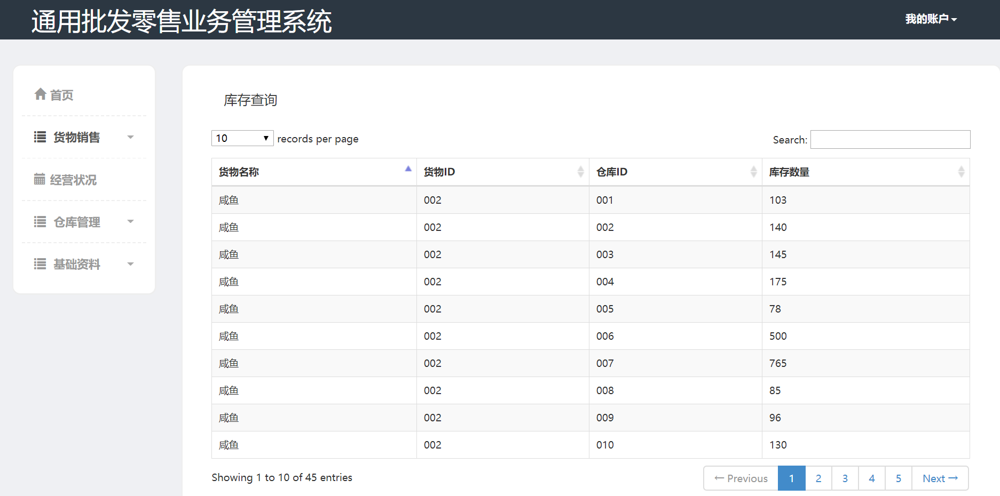 通用批发零售业务管理系统
我的账户
首页
货物销售
经营状况
仓库管理
基础资料
库存查询
10 records per page
Search:
货物名称 货物ID 仓库ID 库存数量
咸鱼 002 001 103
咸鱼 002 002 140
咸鱼 002 003 145
咸鱼 002 004 175
咸鱼 002 005 78
咸鱼 002 006 500
咸鱼 002 007 765
咸鱼 002 008 85
咸鱼 002 009 96
咸鱼 002 010 130
Showing 1 to 10 of 45 entries
← Previous 1 2 3 4 5 Next →